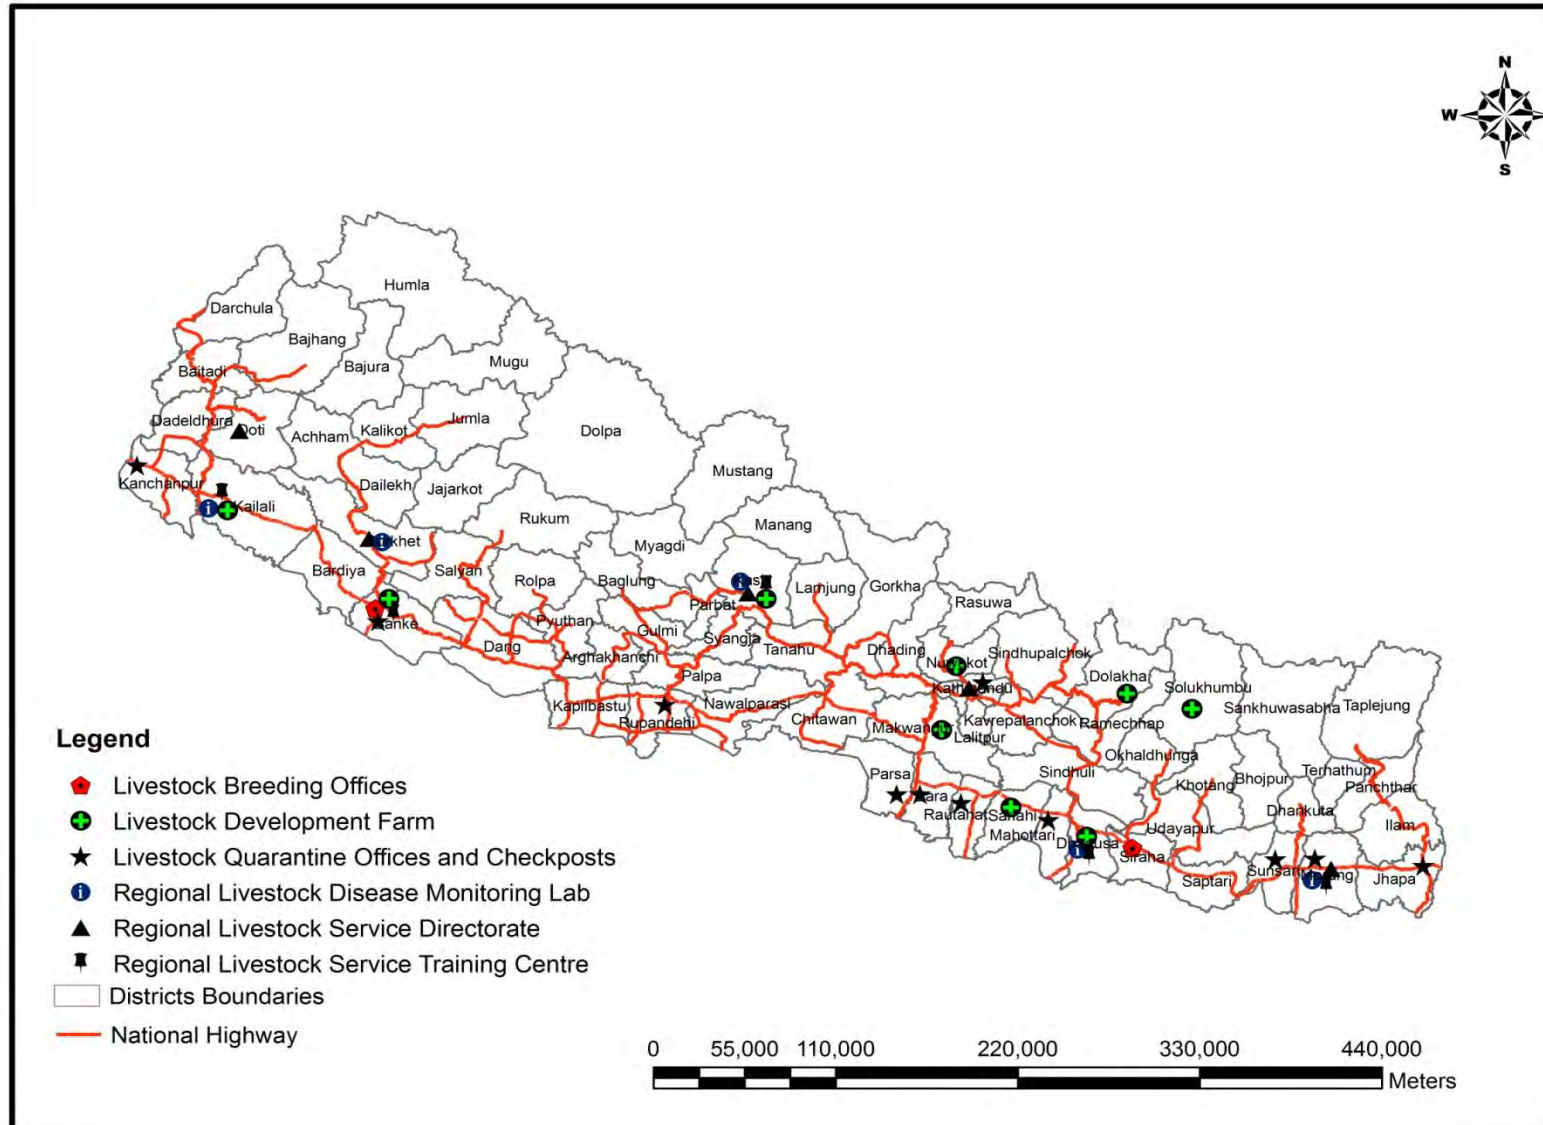 N
W
S
Humla
Darchula
Bajhang
Mugu
Bajura
Baitadi
Jumla
Dadeldhura
Doti
Achham
Kalikot
Dolpa
Mustang
Kanchanpur
Dailekh
Jajarkot
Kailali
Rukum
Manang
Myagdi
Bardiya
Salyan
Rolpa
Baglung
Lamjung
Gorkha
Parbat
Rasuwa
Pyuthan
Gulmi
Syangja
Dang
Tanahu
Dhading
Sindhupalchok
Arghakhanchi
Palpa
Dolakha
Solukhumbu
Kapilbastu
Nawalparasi
Sankhuwasabha
Taplejung
Rupandehi
Chitawan
Kavrepalanchok
Ramechhap
Lalitpur
Okhaldhunga
Parsa
Sindhuli
Khotang
Bhojpur
Terhathum
Panchthar
Rautahat
Dhankuta
Mahottari
Udayapur
Ilam
Siraha
Saptari
Sunsari
Jhapa
Legend
Livestock Breeding Offices
Livestock Development Farm
Livestock Quarantine Offices and Checkposts
Regional Livestock Disease Monitoring Lab
Regional Livestock Service Directorate
Regional Livestock Service Training Centre
Districts Boundaries
National Highway
0 55,000 110,000 220,000 330,000 440,000
Meters